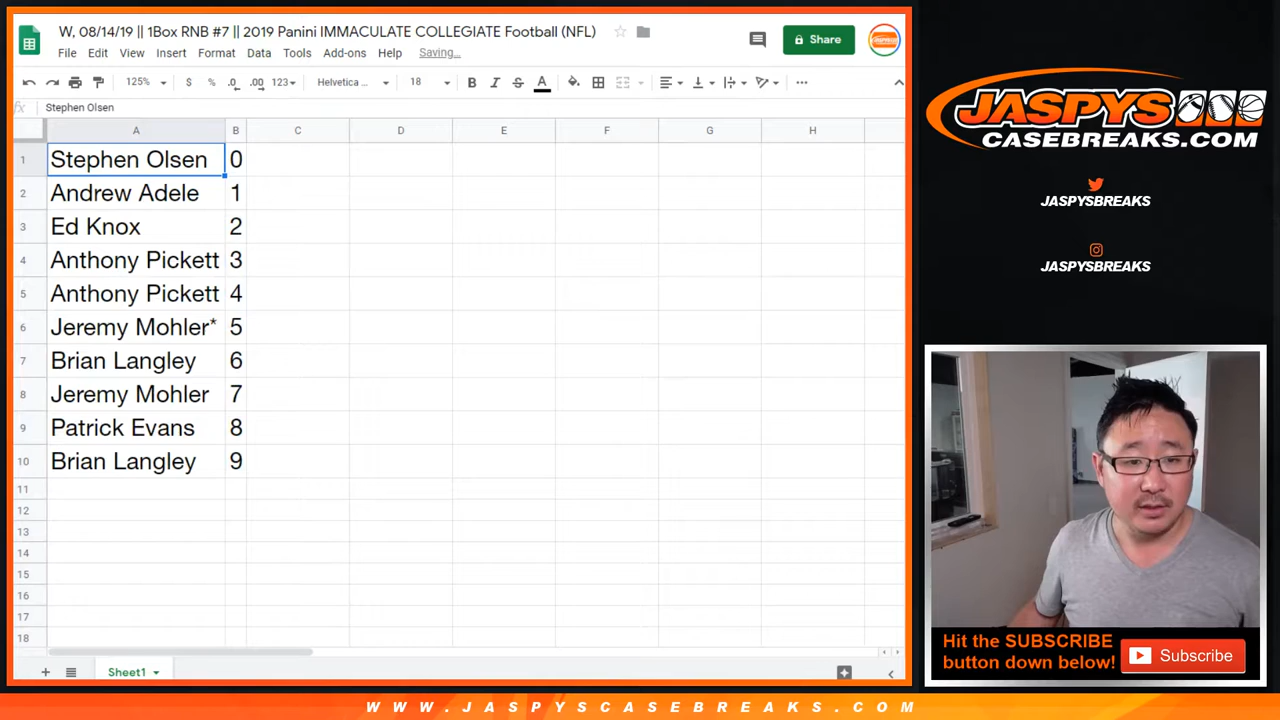 W, 08/14/19 || 1Box RNB #7 || 2019 Panini IMMACULATE COLLEGIATE Football (NFL)
File Edit View Insert Format Data Tools Add-ons Help Saving…
Share
125% $ % .0 .00 123 Helvetica ... 18 B I S A
fx Stephen Olsen
A B C D E F G H
1 Stephen Olsen 0
2 Andrew Adele 1
3 Ed Knox 2
4 Anthony Pickett 3
5 Anthony Pickett 4
6 Jeremy Mohler* 5
7 Brian Langley 6
8 Jeremy Mohler 7
9 Patrick Evans 8
10 Brian Langley 9
11
12
13
14
15
16
17
18
Sheet1
JASPYS
CASEBREAKS.COM
JASPYSBREAKS
JASPYSBREAKS
Hit the SUBSCRIBE
button down below!
Subscribe
WWW.JASPYSCASEBREAKS.COM